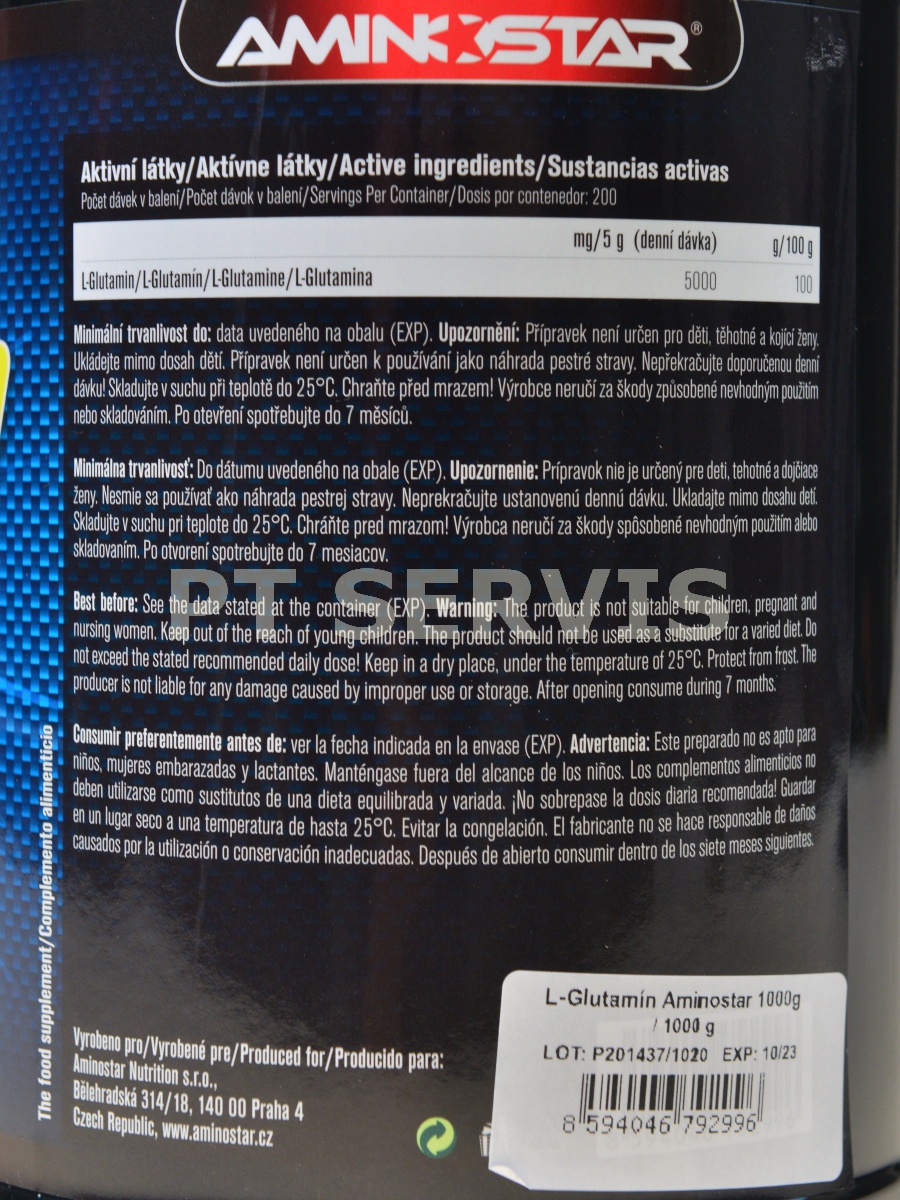 AMINOSTAR®
Aktivní látky/Aktívne látky/Active ingredients/Sustancias activas
Počet dávek v balení/Počet dávok v balení/Servings Per Container/Dosis por contenedor: 200
mg/5 g (denní dávka) g/100 g
L-Glutamin/L-Glutamín/L-Glutamine/L-Glutamina 5000 100
Minimální trvanlivost do: data uvedeného na obalu (EXP). Upozornění: Přípravek není určen pro děti, těhotné a kojící ženy.
Ukládejte mimo dosah dětí. Přípravek není určen k používání jako náhrada pestré stravy. Nepřekračujte doporučenou denní
dávku! Skladujte v suchu při teplotě do 25°C. Chraňte před mrazem! Výrobce neručí za škody způsobené nevhodným použitím
nebo skladováním. Po otevření spotřebujte do 7 měsíců.
Minimálna trvanlivosť: Do dátumu uvedeného na obale (EXP). Upozornenie: Prípravok nie je určený pre deti, tehotné a dojčiace
ženy. Nesmie sa používať ako náhrada pestrej stravy. Neprekračujte ustanovenú dennú dávku. Ukladajte mimo dosahu detí.
Skladujte v suchu pri teplote do 25°C. Chráňte pred mrazom! Výrobca neručí za škody spôsobené nevhodným použitím alebo
skladovaním. Po otvorení spotrebujte do 7 mesiacov.
PT SERVIS
Best before: See the data stated at the container (EXP). Warning: The product is not suitable for children, pregnant and
nursing women. Keep out of the reach of young children. The product should not be used as a substitute for a varied diet. Do
not exceed the stated recommended daily dose! Keep in a dry place, under the temperature of 25°C. Protect from frost. The
producer is not liable for any damage caused by improper use or storage. After opening consume during 7 months.
Consumir preferentemente antes de: ver la fecha indicada en la envase (EXP). Advertencia: Este preparado no es apto para
niños, mujeres embarazadas y lactantes. Manténgase fuera del alcance de los niños. Los complementos alimenticios no
deben utilizarse como sustitutos de una dieta equilibrada y variada. ¡No sobrepase la dosis diaria recomendada! Guardar
en un lugar seco a una temperatura de hasta 25°C. Evitar la congelación. El fabricante no se hace responsable de daños
causados por la utilización o conservación inadecuadas. Después de abierto consumir dentro de los siete meses siguientes.
The food supplement/Complemento alimenticio
Vyrobeno pro/Vyrobené pre/Produced for/Producido para:
Aminostar Nutrition s.r.o.,
Bělehradská 314/18, 140 00 Praha 4
Czech Republic, www.aminostar.cz
L-Glutamín Aminostar 1000g
/ 1000 g
LOT: P201437/1020 EXP: 10/23
8 594046 792996